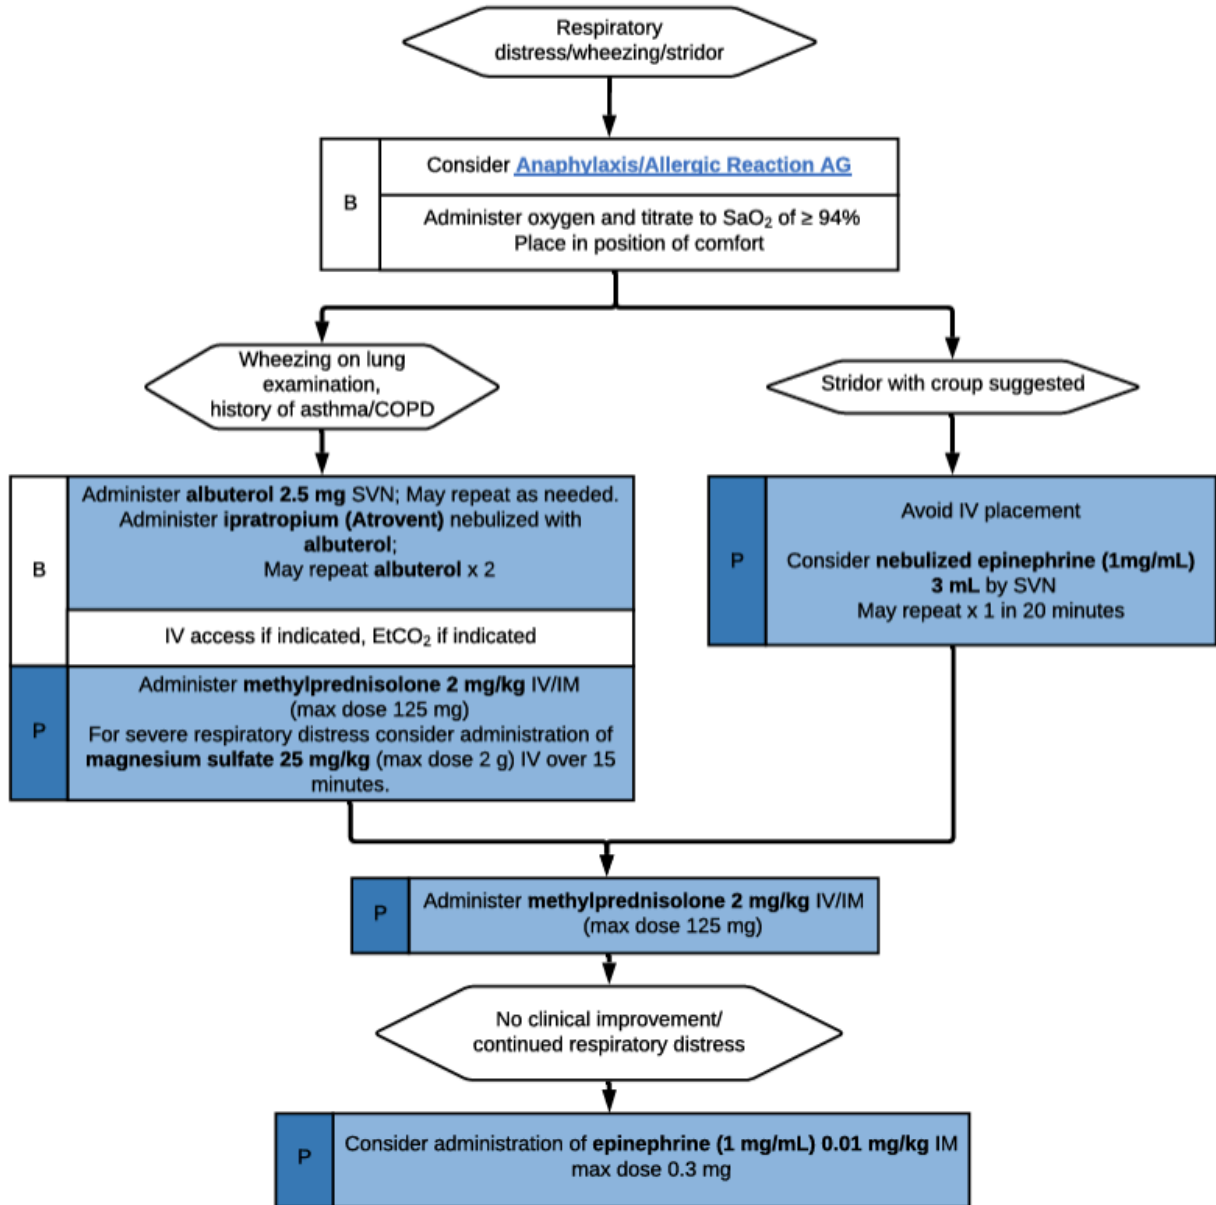 Respiratory
distress/wheezing/stridor
Consider Anaphylaxis/Allergic Reaction AG
B
Administer oxygen and titrate to SaO₂ of ≥ 94%
Place in position of comfort
Wheezing on lung
examination,
history of asthma/COPD
Stridor with croup suggested
B
Administer albuterol 2.5 mg SVN; May repeat as needed.
Administer ipratropium (Atrovent) nebulized with
albuterol;
May repeat albuterol x 2
IV access if indicated, EtCO₂ if indicated
P
Administer methylprednisolone 2 mg/kg IV/IM
(max dose 125 mg)
For severe respiratory distress consider administration of
magnesium sulfate 25 mg/kg (max dose 2 g) IV over 15
minutes.
P
Avoid IV placement
Consider nebulized epinephrine (1mg/mL)
3 mL by SVN
May repeat x 1 in 20 minutes
P
Administer methylprednisolone 2 mg/kg IV/IM
(max dose 125 mg)
No clinical improvement/
continued respiratory distress
P
Consider administration of epinephrine (1 mg/mL) 0.01 mg/kg IM
max dose 0.3 mg